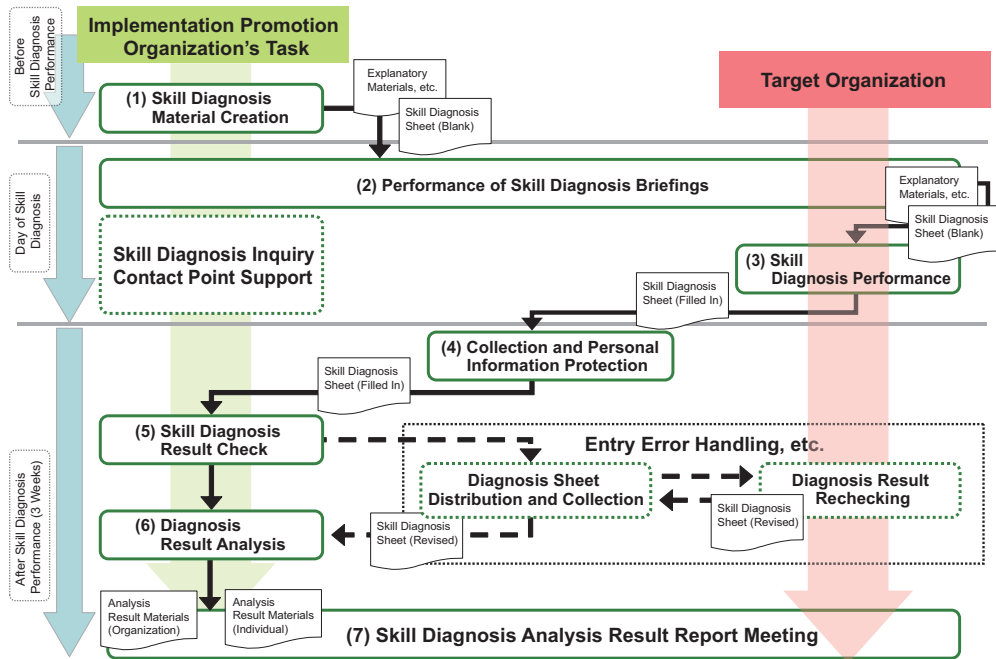 Before
Skill Diagnosis
Performance
Implementation Promotion
Organization's Task
Target Organization
(1) Skill Diagnosis
Material Creation
Explanatory
Materials, etc.
Skill Diagnosis
Sheet (Blank)
Day of Skill
Diagnosis
(2) Performance of Skill Diagnosis Briefings
Explanatory
Materials, etc.
Skill Diagnosis
Sheet (Blank)
Skill Diagnosis Inquiry
Contact Point Support
(3) Skill
Diagnosis Performance
Skill Diagnosis
Sheet (Filled In)
After Skill Diagnosis
Performance (3 Weeks)
(4) Collection and Personal
Information Protection
Skill Diagnosis
Sheet (Filled In)
(5) Skill Diagnosis
Result Check
Entry Error Handling, etc.
Diagnosis Sheet
Distribution and Collection
Diagnosis Result
Rechecking
Skill Diagnosis
Sheet (Revised)
(6) Diagnosis
Result Analysis
Skill Diagnosis
Sheet (Revised)
Analysis
Result Materials
(Organization)
Analysis
Result Materials
(Individual)
(7) Skill Diagnosis Analysis Result Report Meeting